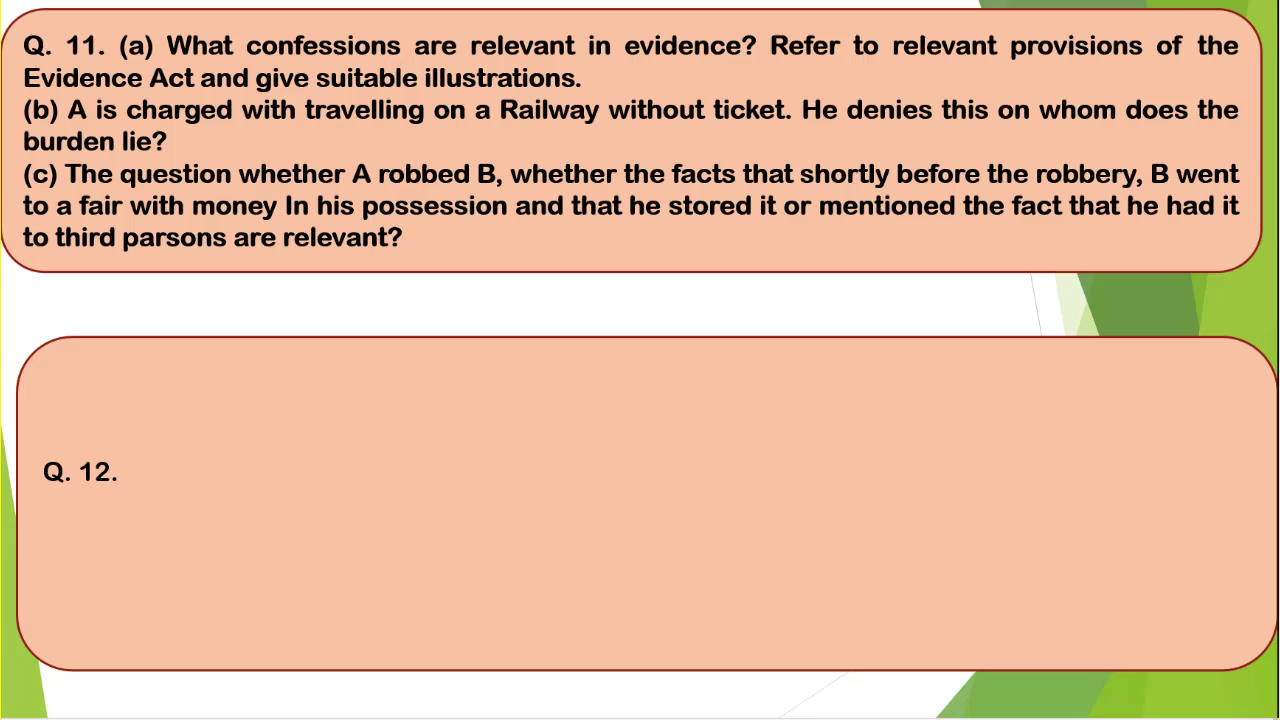 Q. 11. (a) What confessions are relevant in evidence? Refer to relevant provisions of the
Evidence Act and give suitable illustrations.
(b) A is charged with travelling on a Railway without ticket. He denies this on whom does the
burden lie?
(c) The question whether A robbed B, whether the facts that shortly before the robbery, B went
to a fair with money In his possession and that he stored it or mentioned the fact that he had it
to third parsons are relevant?
Q. 12.